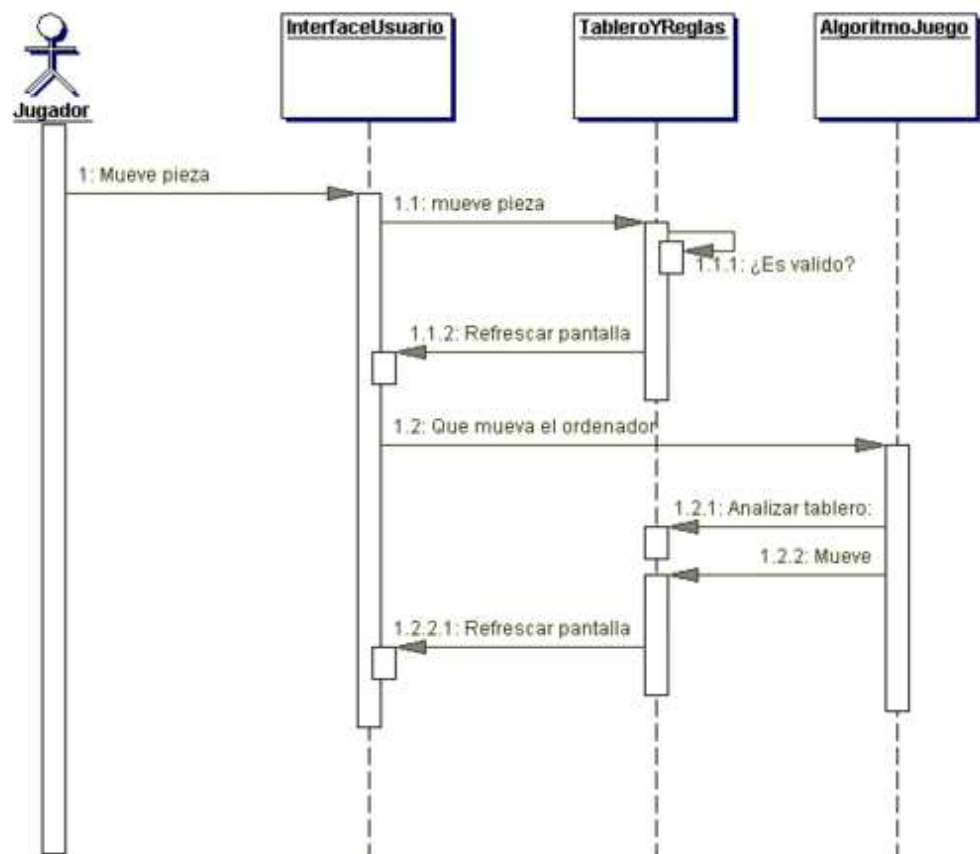 InterfaceUsuario
TableroYReglas
AlgoritmoJuego
Jugador
1: Mueve pieza
1.1: mueve pieza
1.1.1: ¿Es valido?
1.1.2: Refrescar pantalla
1.2: Que mueva el ordenador
1.2.1: Analizar tablero:
1.2.2: Mueve
1.2.2.1: Refrescar pantalla